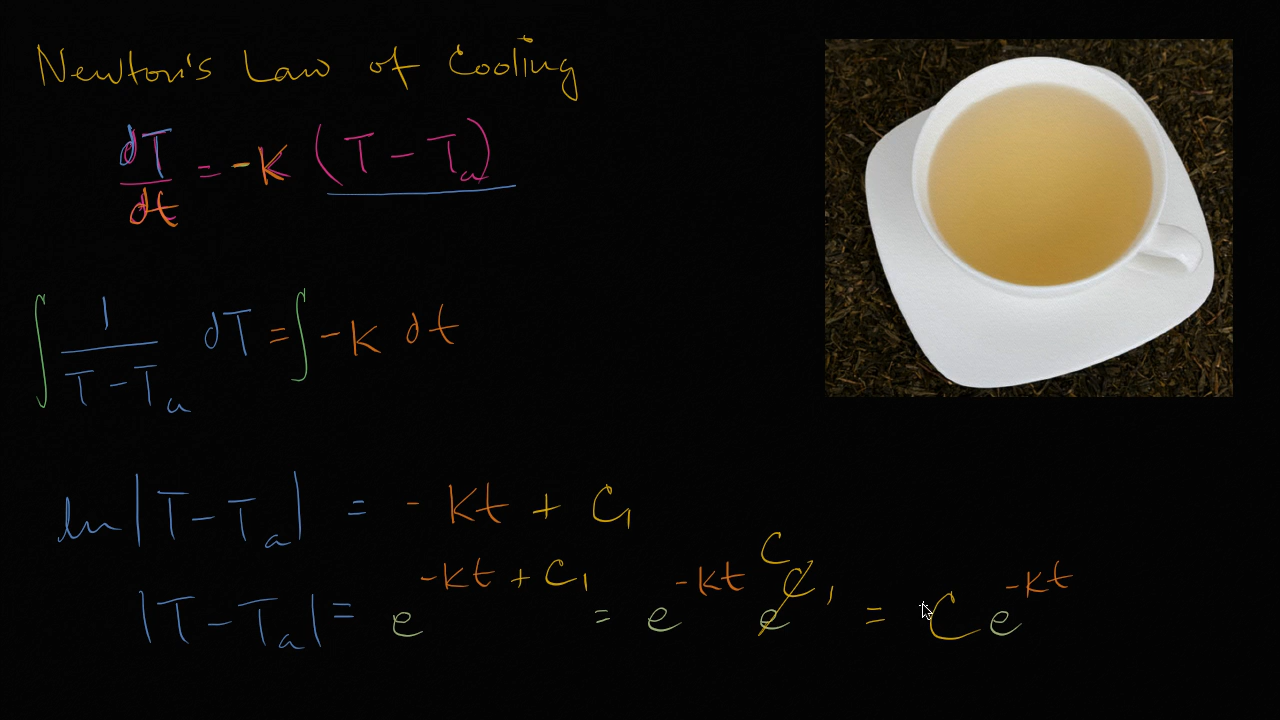 Newton's Law of Cooling
dT/dt = -K (T - Tₐ)
∫ 1/(T - Tₐ) dT = ∫ -K dt
ln |T - Tₐ| = -Kt + C₁
|T - Tₐ| = e^(-Kt + C₁) = e^(-Kt) e^(C₁) C = C e^(-Kt)